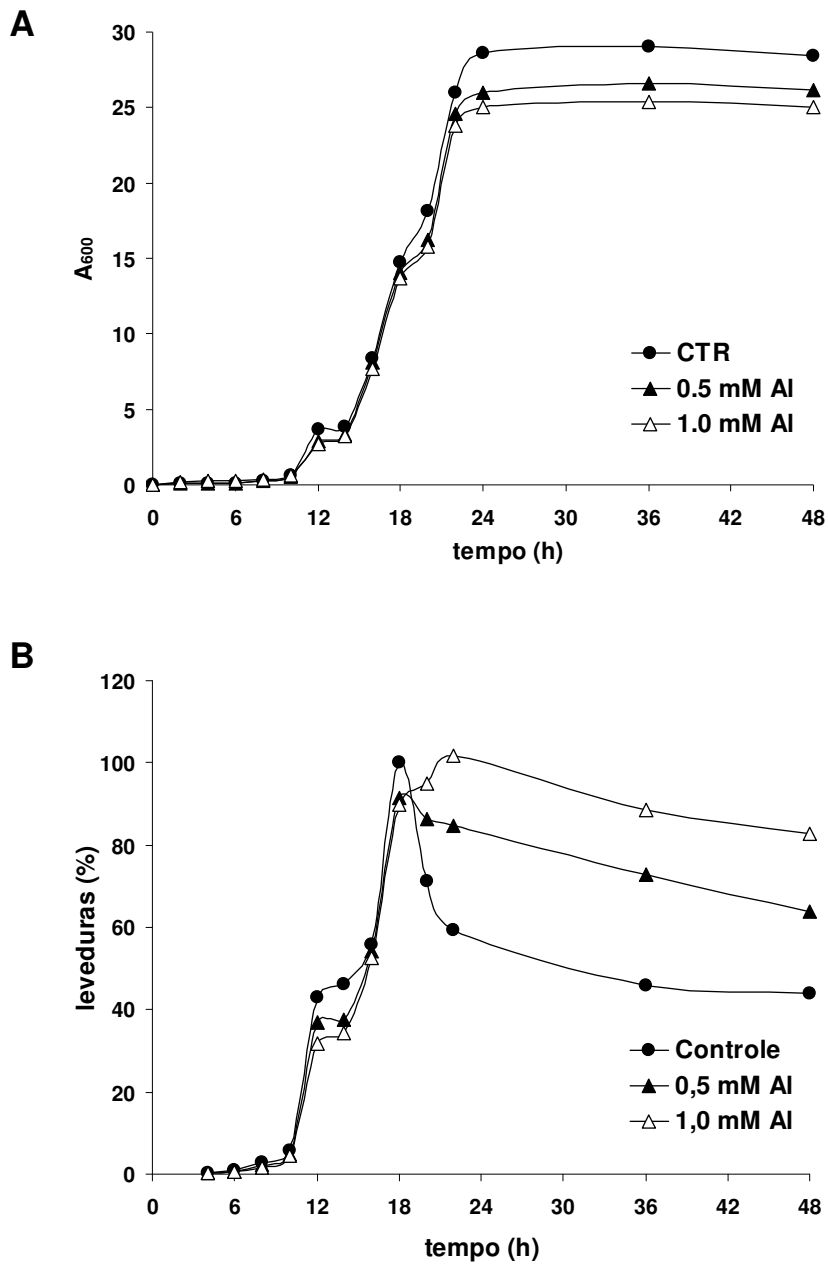 A
30
25
20
15
10
5
0
A600
0 6 12 18 24 30 36 42 48
tempo (h)
CTR
0.5 mM Al
1.0 mM Al
B
120
100
80
60
40
20
0
leveduras (%)
0 6 12 18 24 30 36 42 48
tempo (h)
Controle
0,5 mM Al
1,0 mM Al